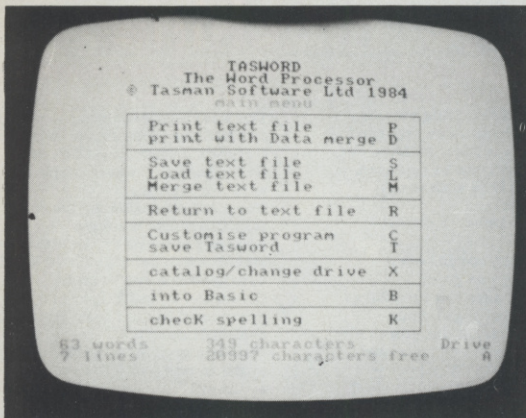 TASWORD
The Word Processor
© Tasman Software Ltd 1984
main menu
Print text file P
print with Data merge D
Save text file S
Load text file L
Merge text file M
Return to text file R
Customise program C
save Tasword T
catalog/change drive X
into Basic B
checK spelling K
63 words 349 characters Drive
7 lines 20997 characters free A